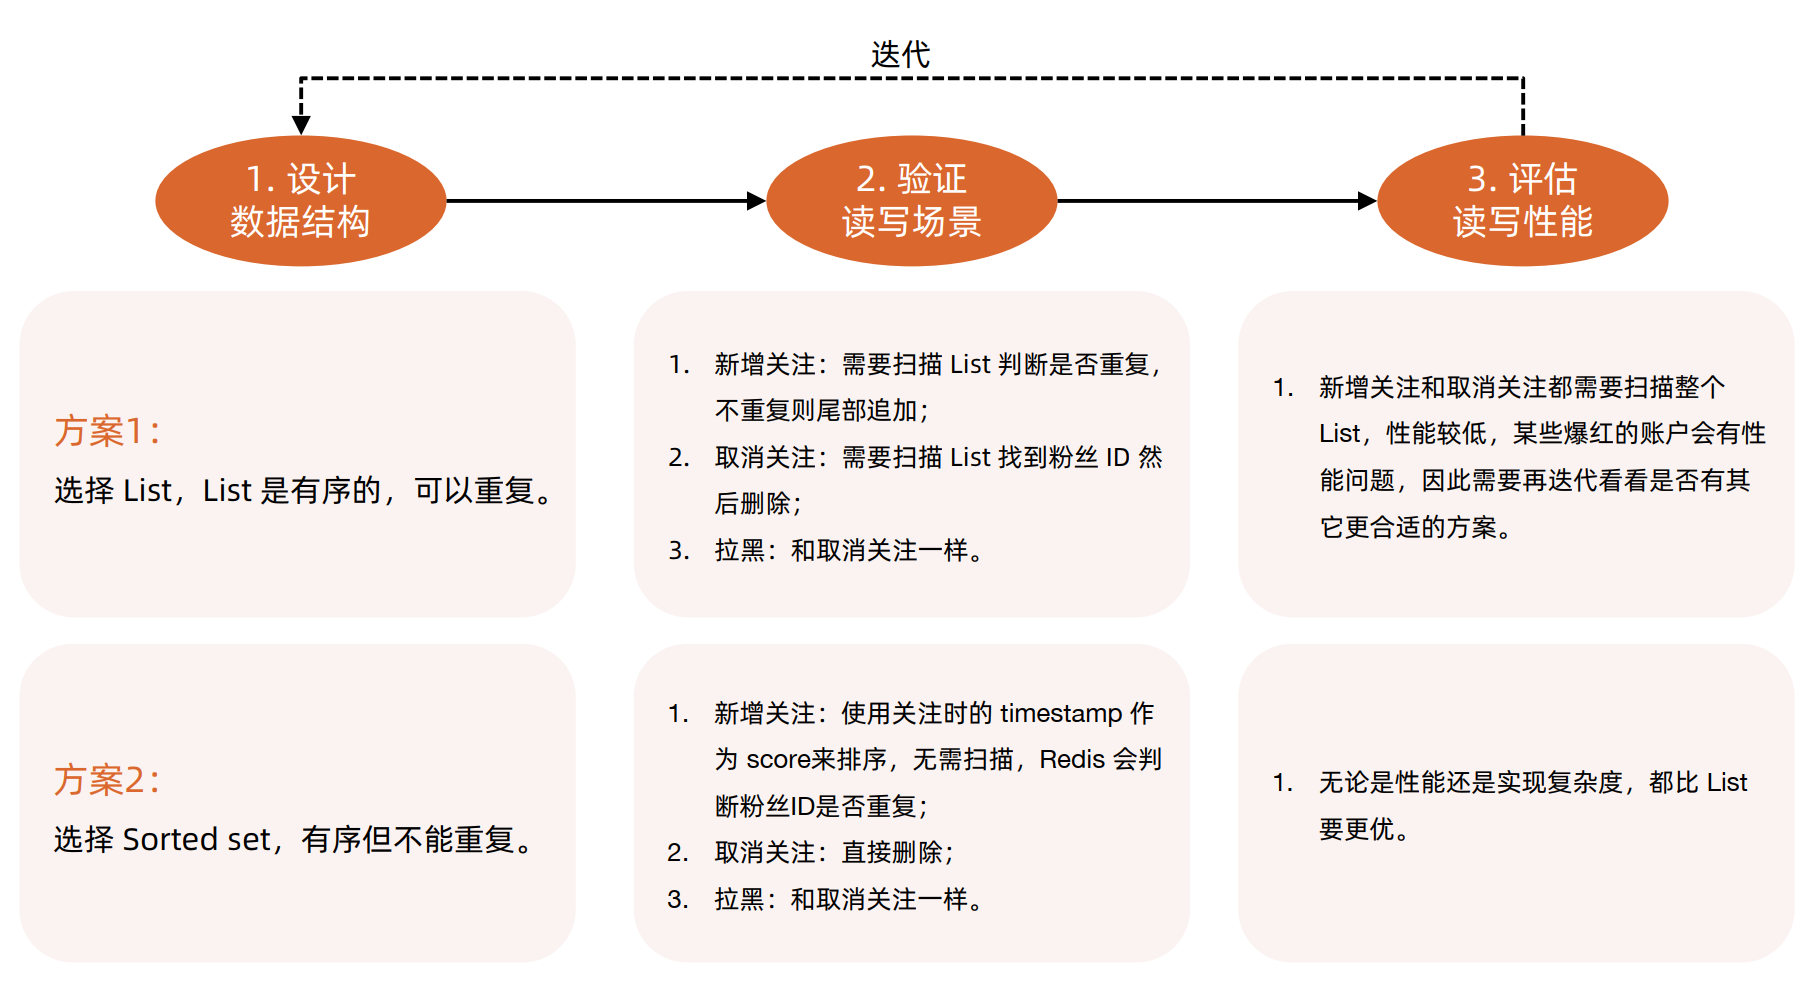 迭代
1. 设计
数据结构
2. 验证
读写场景
3. 评估
读写性能
方案1：
选择 List，List 是有序的，可以重复。
1. 新增关注：需要扫描 List 判断是否重复，
不重复则尾部追加；
2. 取消关注：需要扫描 List 找到粉丝 ID 然
后删除；
3. 拉黑：和取消关注一样。
1. 新增关注和取消关注都需要扫描整个
List，性能较低，某些爆红的账户会有性
能问题，因此需要再迭代看看是否有其
它更合适的方案。
方案2：
选择 Sorted set，有序但不能重复。
1. 新增关注：使用关注时的 timestamp 作
为 score来排序，无需扫描，Redis 会判
断粉丝ID是否重复；
2. 取消关注：直接删除；
3. 拉黑：和取消关注一样。
1. 无论是性能还是实现复杂度，都比 List
要更优。